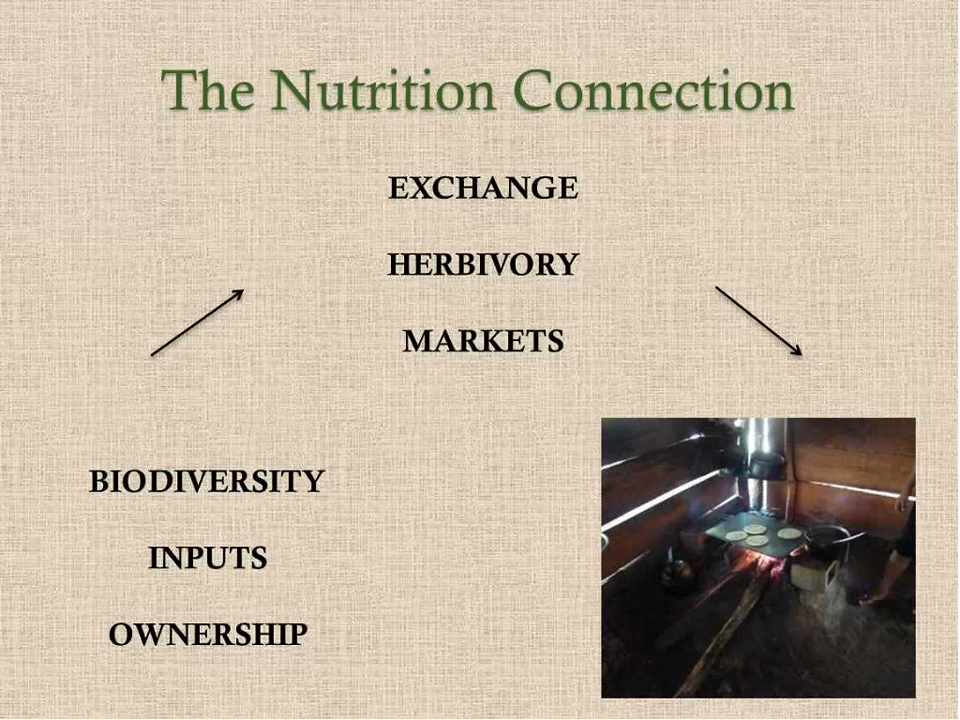 The Nutrition Connection
EXCHANGE
HERBIVORY
MARKETS
BIODIVERSITY
INPUTS
OWNERSHIP